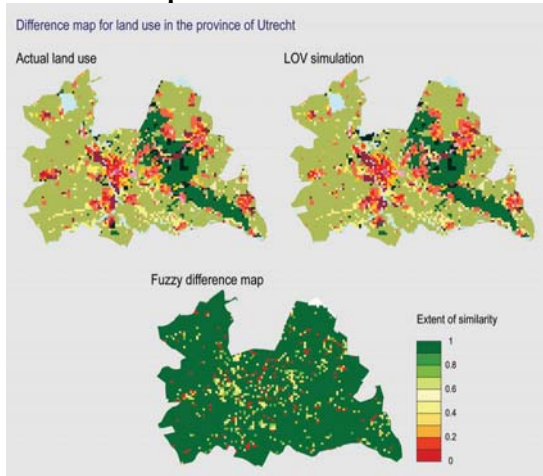 Difference map for land use in the province of Utrecht
Actual land use
LOV simulation
Fuzzy difference map
Extent of similarity
1
0.8
0.6
0.4
0.2
0